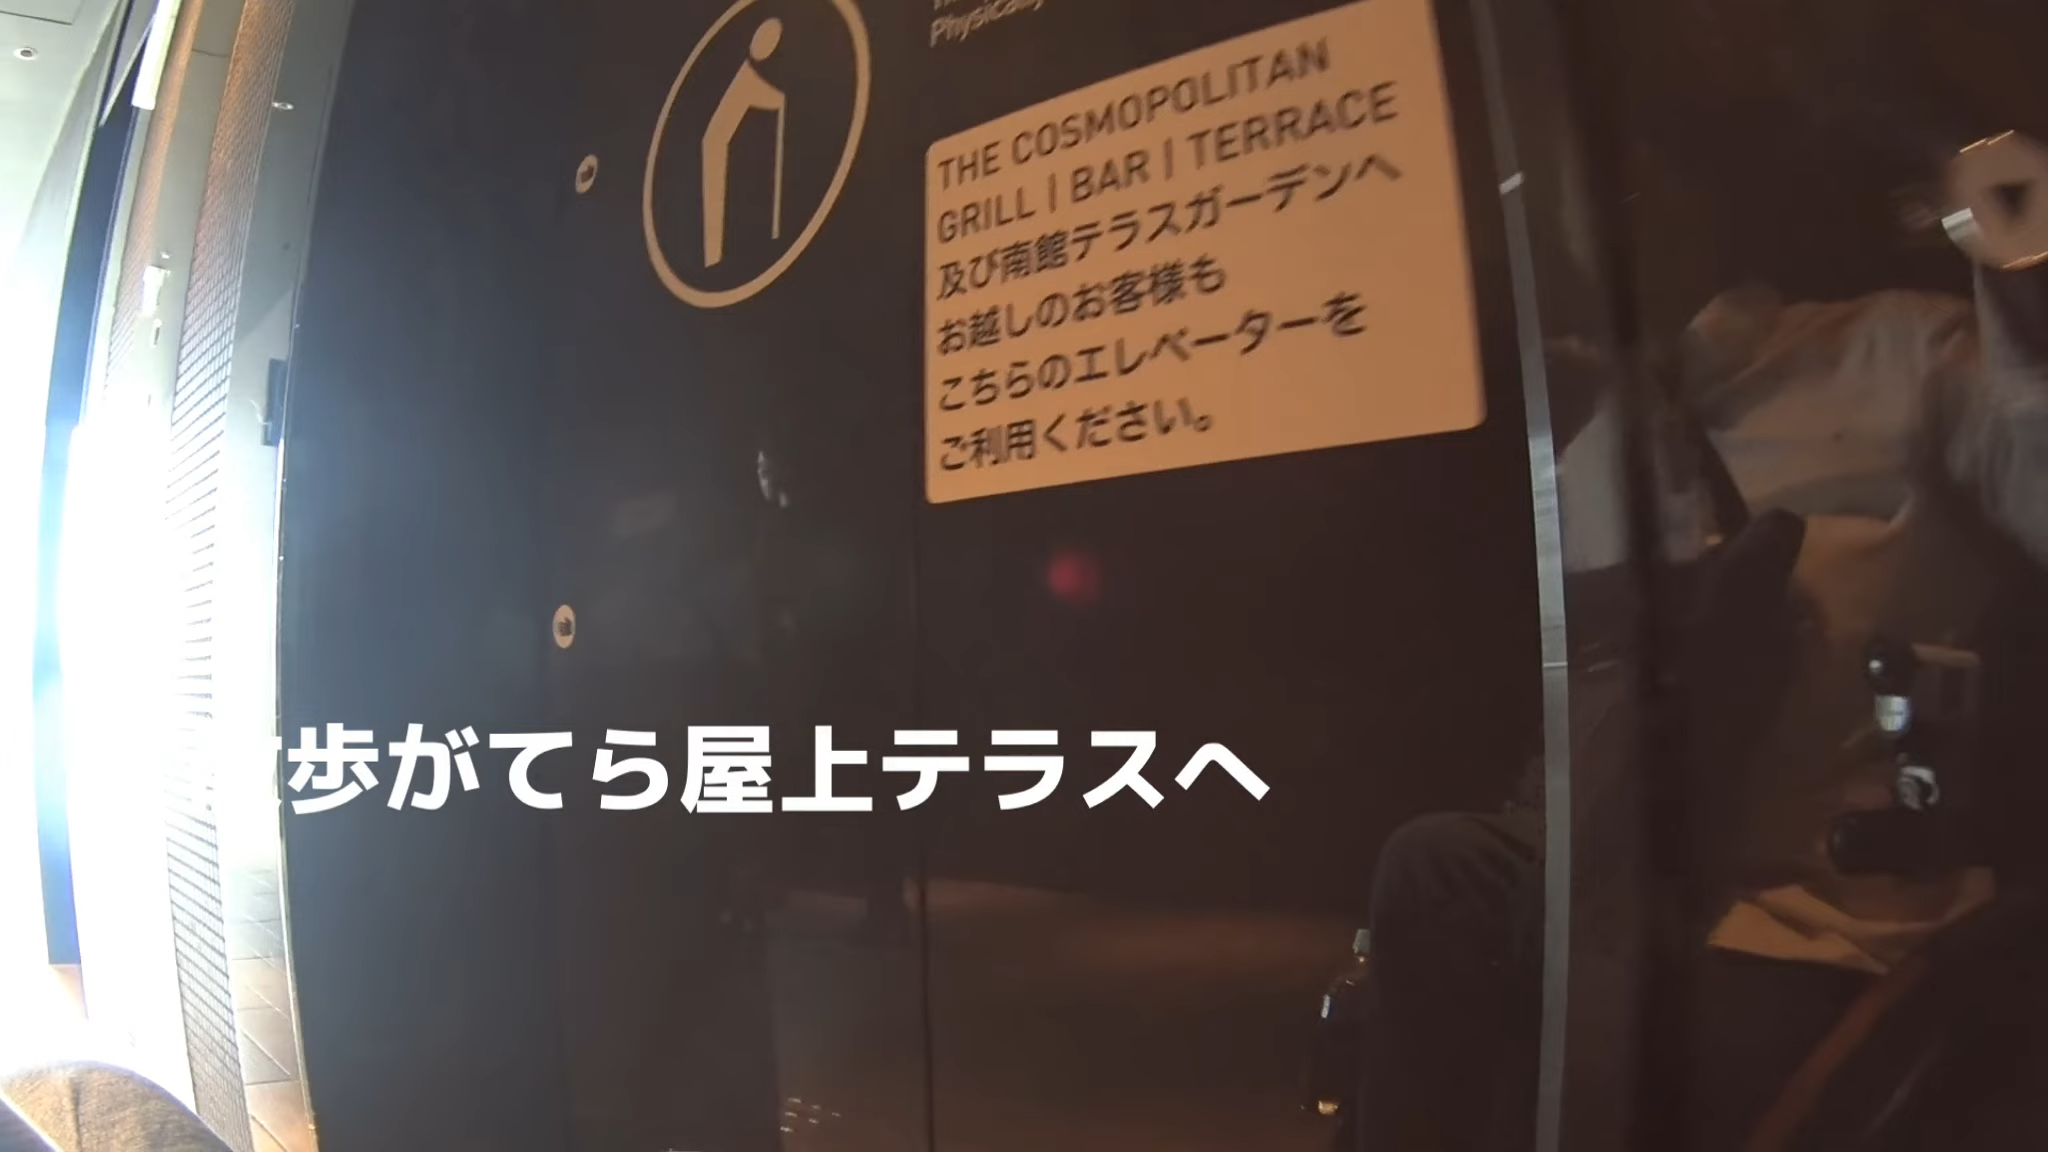 Physically
THE COSMOPOLITAN
GRILL | BAR | TERRACE
及び南館テラスガーデンへ
お越しのお客様も
こちらのエレベーターを
ご利用ください。
歩がてら屋上テラスへ